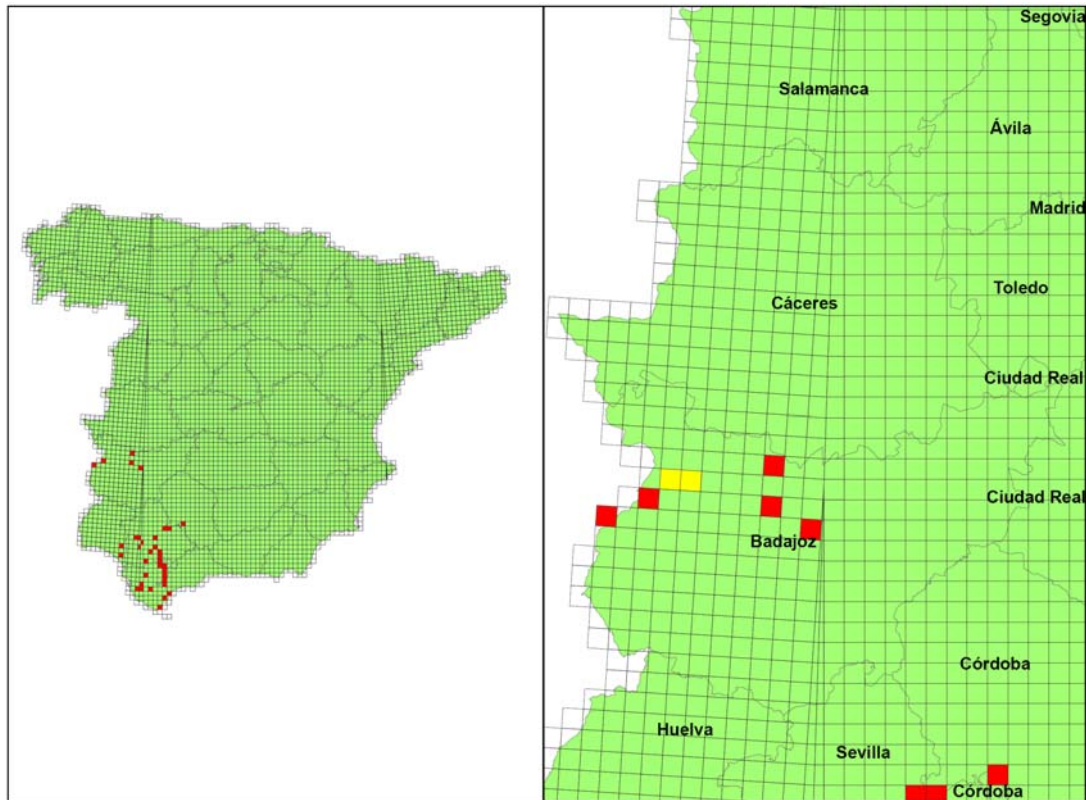 Segovia
Salamanca
Ávila
Madrid
Toledo
Cáceres
Ciudad Real
Ciudad Real
Badajoz
Córdoba
Huelva
Sevilla
Córdoba